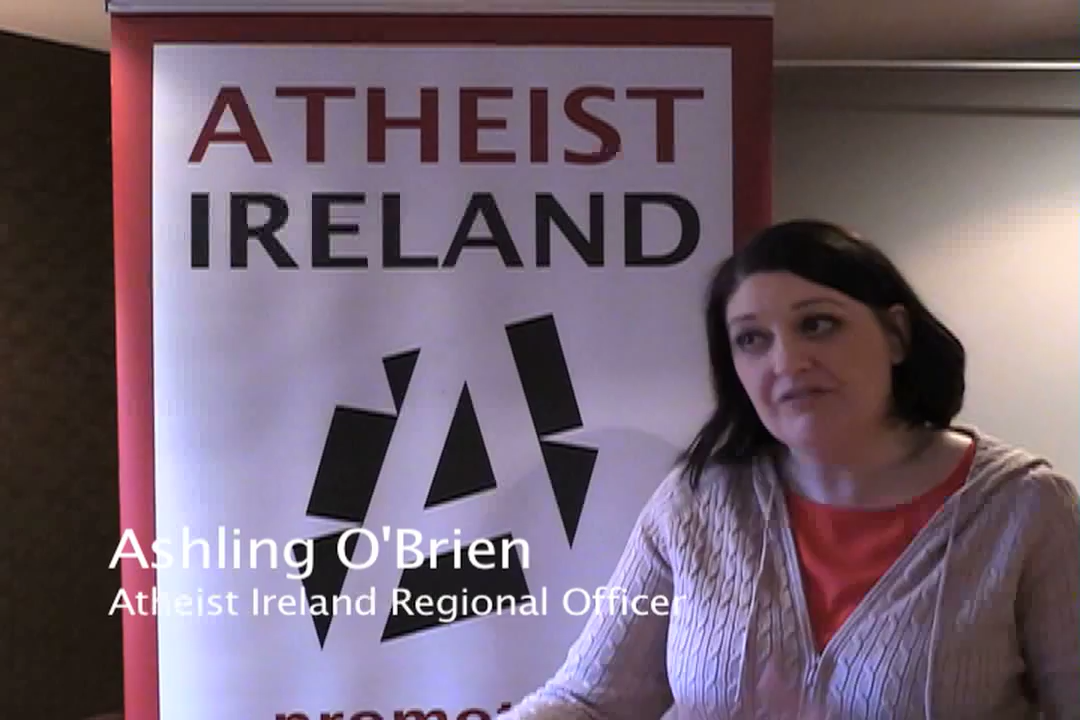 ATHEIST
IRELAND
Ashling O'Brien
Atheist Ireland Regional Officer